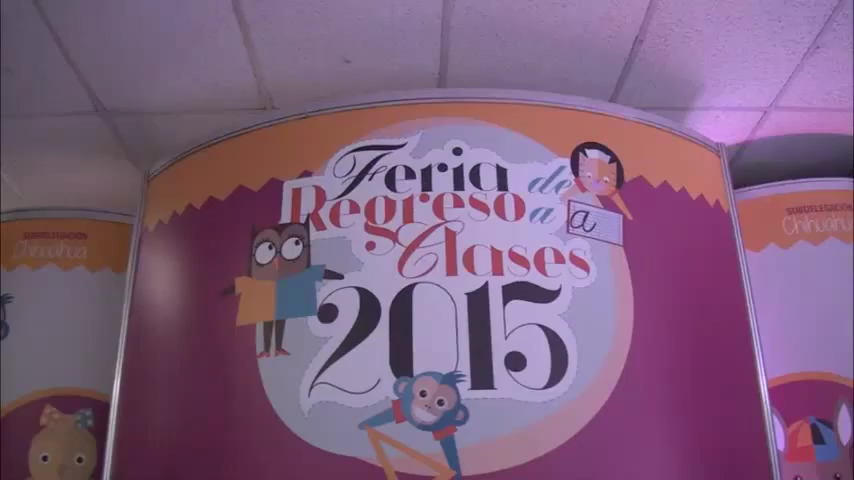 Feria de
Regreso a
Clases
2015
a
SUBDELEGACIÓN
Chihuahua
SUBDELEGACIÓN
Chihuahua